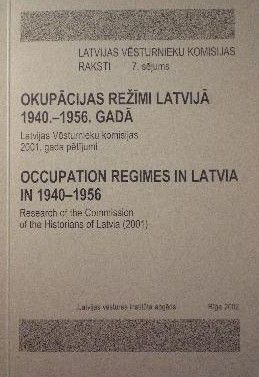 LATVIJAS VĒSTURNIEKU KOMISIJAS
RAKSTI 7. sējums
OKUPĀCIJAS REŽĪMI LATVIJĀ
1940.–1956. GADĀ
Latvijas Vēsturnieku komisijas
2001. gada pētījumi
OCCUPATION REGIMES IN LATVIA
IN 1940–1956
Research of the Commission
of the Historians of Latvia (2001)
Latvijas vēstures institūta apgāds Rīga 2002